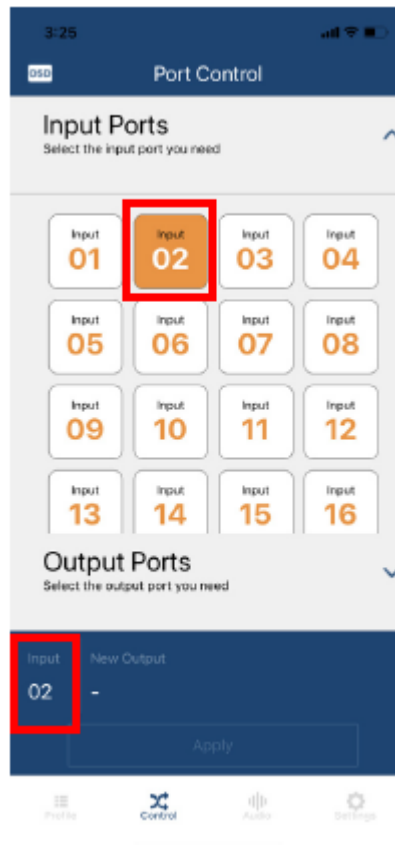 3:25
OSD
Port Control
Input Ports
Select the input port you need
Input Input Input Input
01 02 03 04
Input Input Input Input
05 06 07 08
Input Input Input Input
09 10 11 12
Input Input Input Input
13 14 15 16
Output Ports
Select the output port you need
Input New Output
02 -
Apply
Profile Control Audio Settings